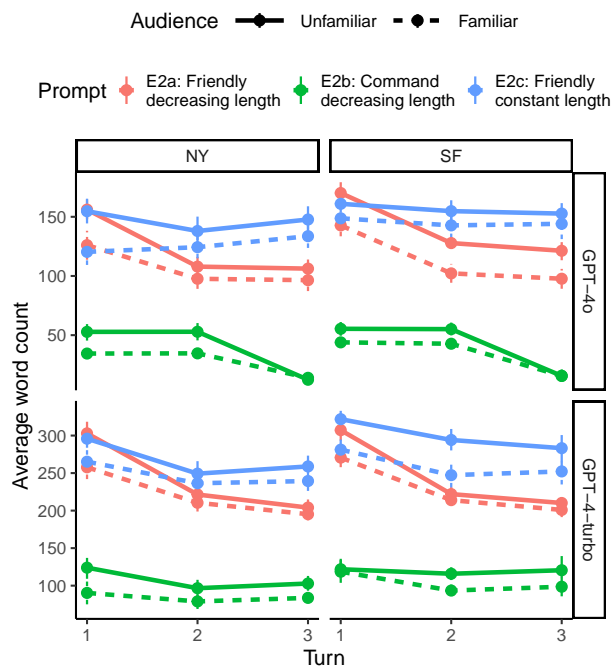 Audience Unfamiliar Familiar
Prompt E2a: Friendly decreasing length E2b: Command decreasing length E2c: Friendly constant length
NY SF
150
100
50
GPT-4o
300
250
200
150
100
GPT-4-turbo
Average word count
1 2 3 1 2 3
Turn